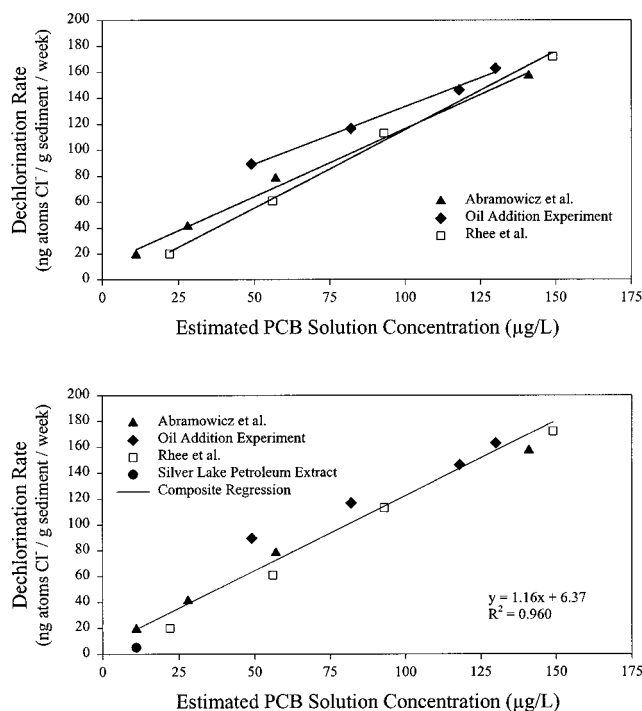 200
180
160
140
120
100
80
60
40
20
0
Dechlorination Rate
(ng atoms Cl⁻ / g sediment / week)
Abramowicz et al.
Oil Addition Experiment
Rhee et al.
0 25 50 75 100 125 150 175
Estimated PCB Solution Concentration (µg/L)
200
180
160
140
120
100
80
60
40
20
0
Dechlorination Rate
(ng atoms Cl⁻ / g sediment / week)
Abramowicz et al.
Oil Addition Experiment
Rhee et al.
Silver Lake Petroleum Extract
Composite Regression
y = 1.16x + 6.37
R² = 0.960
0 25 50 75 100 125 150 175
Estimated PCB Solution Concentration (µg/L)